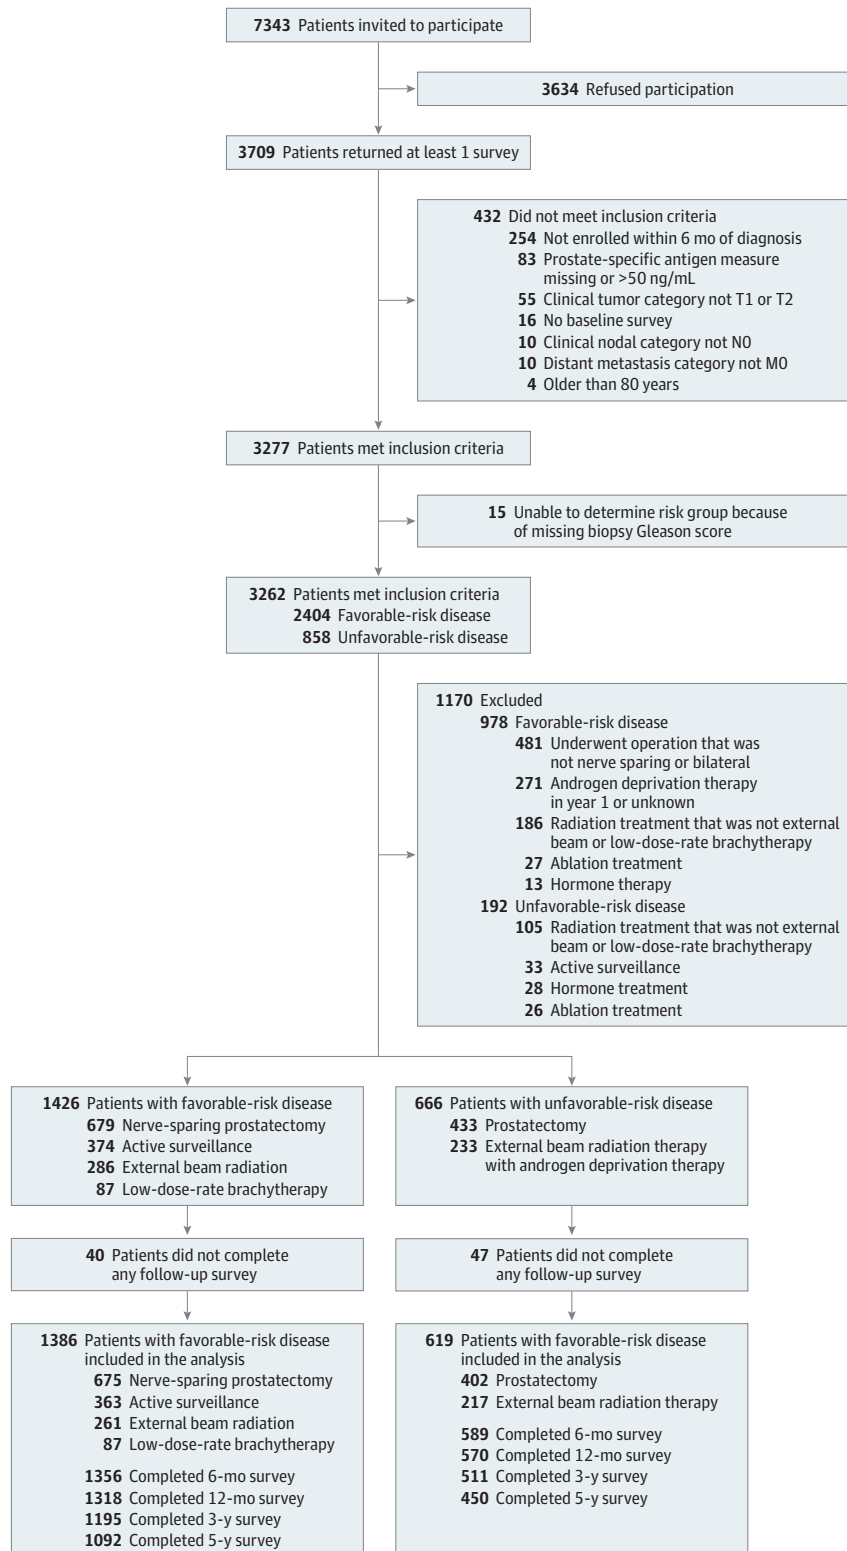 7343 Patients invited to participate
3634 Refused participation
3709 Patients returned at least 1 survey
432 Did not meet inclusion criteria
254 Not enrolled within 6 mo of diagnosis
83 Prostate-specific antigen measure
missing or >50 ng/mL
55 Clinical tumor category not T1 or T2
16 No baseline survey
10 Clinical nodal category not N0
10 Distant metastasis category not M0
4 Older than 80 years
3277 Patients met inclusion criteria
15 Unable to determine risk group because
of missing biopsy Gleason score
3262 Patients met inclusion criteria
2404 Favorable-risk disease
858 Unfavorable-risk disease
1170 Excluded
978 Favorable-risk disease
481 Underwent operation that was
not nerve sparing or bilateral
271 Androgen deprivation therapy
in year 1 or unknown
186 Radiation treatment that was not external
beam or low-dose-rate brachytherapy
27 Ablation treatment
13 Hormone therapy
192 Unfavorable-risk disease
105 Radiation treatment that was not external
beam or low-dose-rate brachytherapy
33 Active surveillance
28 Hormone treatment
26 Ablation treatment
1426 Patients with favorable-risk disease
679 Nerve-sparing prostatectomy
374 Active surveillance
286 External beam radiation
87 Low-dose-rate brachytherapy
666 Patients with unfavorable-risk disease
433 Prostatectomy
233 External beam radiation therapy
with androgen deprivation therapy
40 Patients did not complete
any follow-up survey
47 Patients did not complete
any follow-up survey
1386 Patients with favorable-risk disease
included in the analysis
675 Nerve-sparing prostatectomy
363 Active surveillance
261 External beam radiation
87 Low-dose-rate brachytherapy
1356 Completed 6-mo survey
1318 Completed 12-mo survey
1195 Completed 3-y survey
1092 Completed 5-y survey
619 Patients with favorable-risk disease
included in the analysis
402 Prostatectomy
217 External beam radiation therapy
589 Completed 6-mo survey
570 Completed 12-mo survey
511 Completed 3-y survey
450 Completed 5-y survey